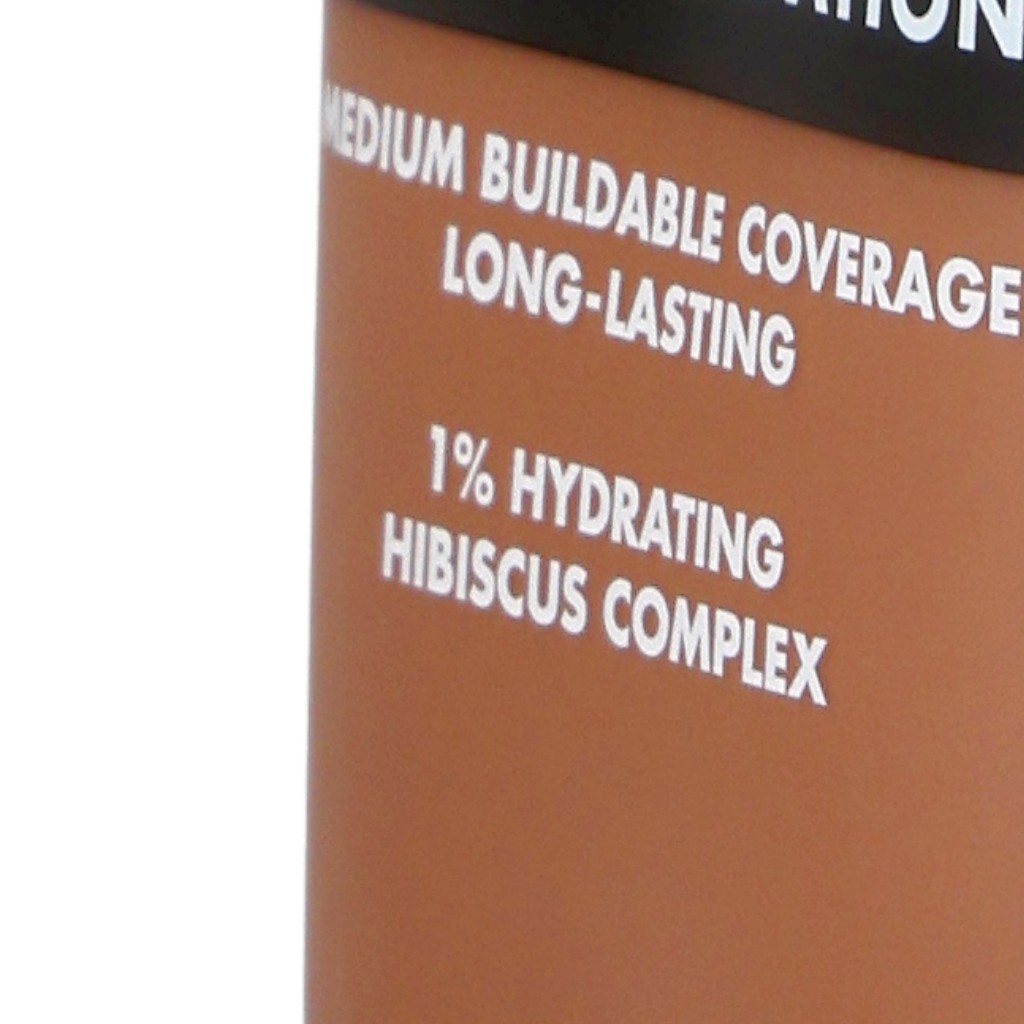 MEDIUM BUILDABLE COVERAGE
LONG-LASTING
1% HYDRATING
HIBISCUS COMPLEX